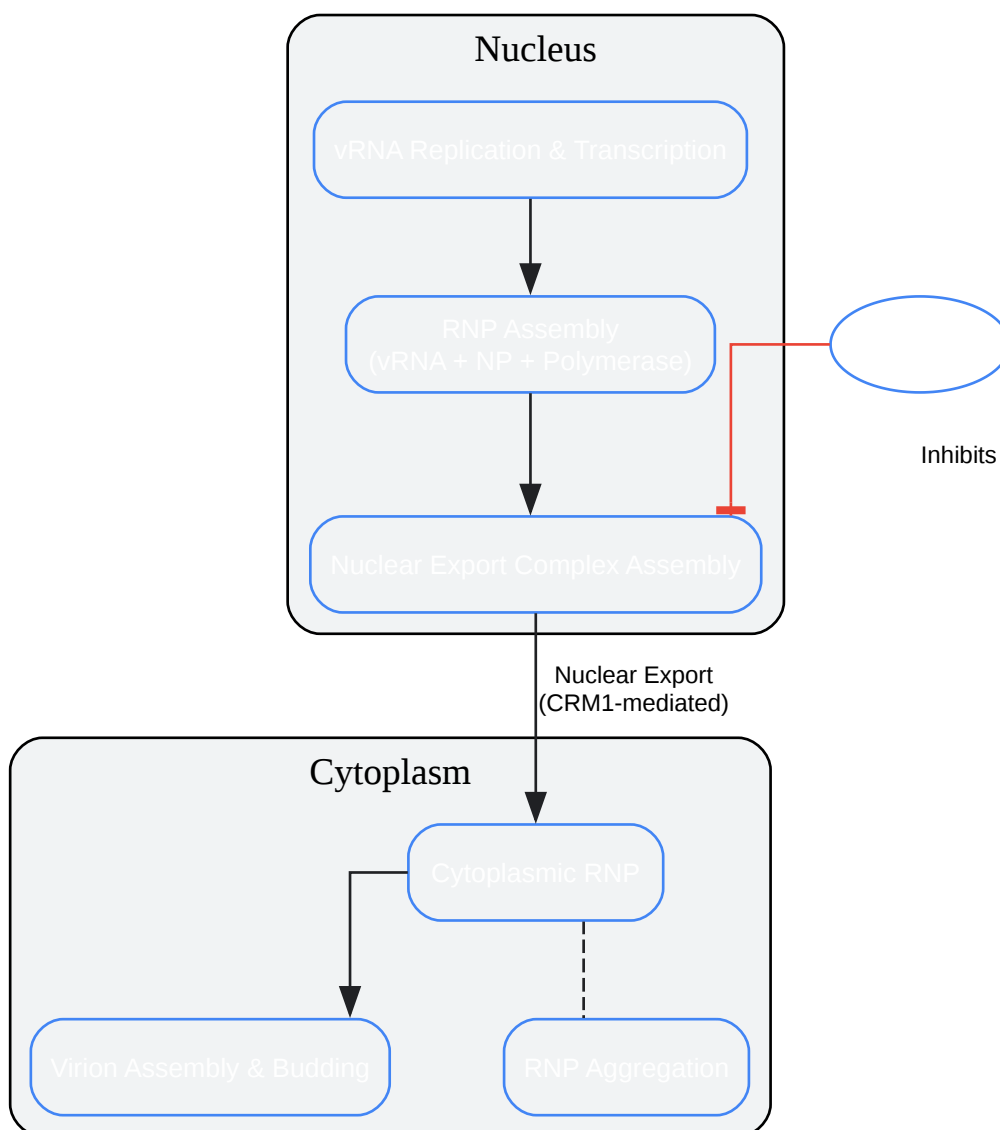 Nucleus
vRNA Replication & Transcription
RNP Assembly
(vRNA + NP + Polymerase)
Inhibits
Nuclear Export Complex Assembly
Nuclear Export
(CRM1-mediated)
Cytoplasm
Cytoplasmic RNP
Virion Assembly & Budding
RNP Aggregation